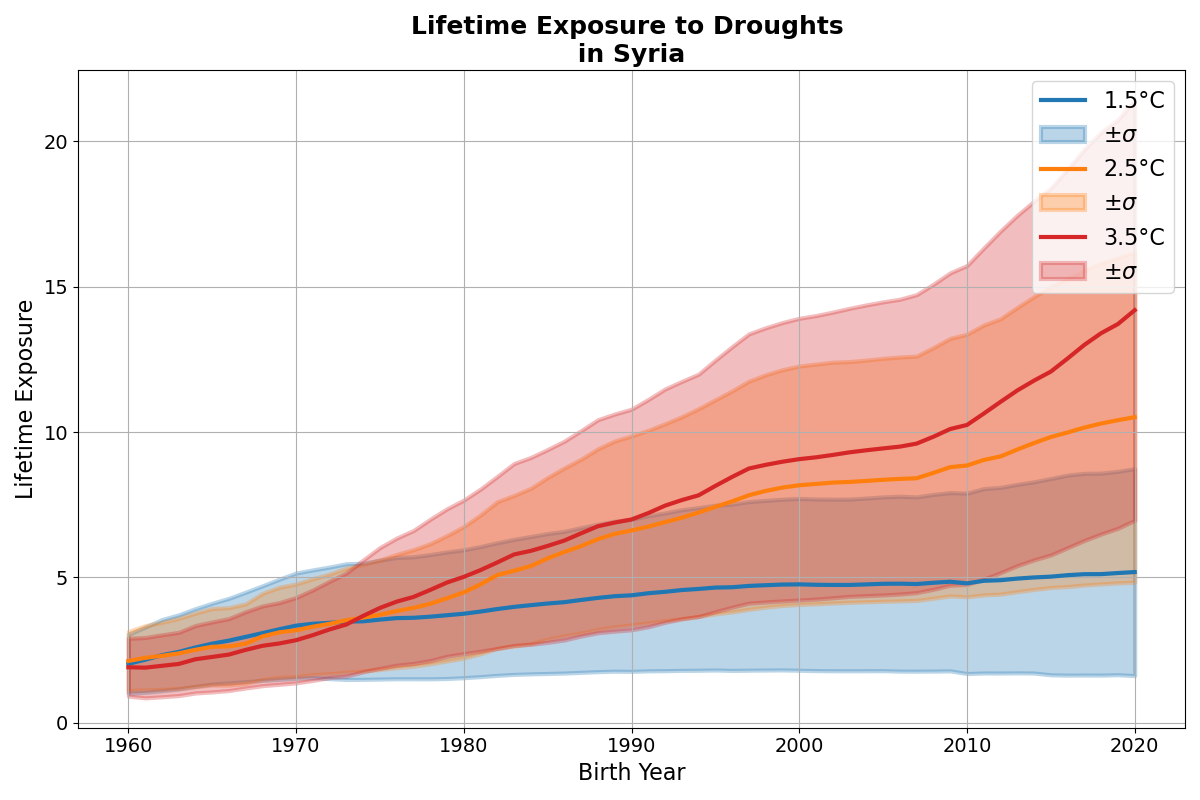 Lifetime Exposure to Droughts
in Syria
Lifetime Exposure
20
15
10
5
0
1.5°C
±σ
2.5°C
±σ
3.5°C
±σ
1960 1970 1980 1990 2000 2010 2020
Birth Year